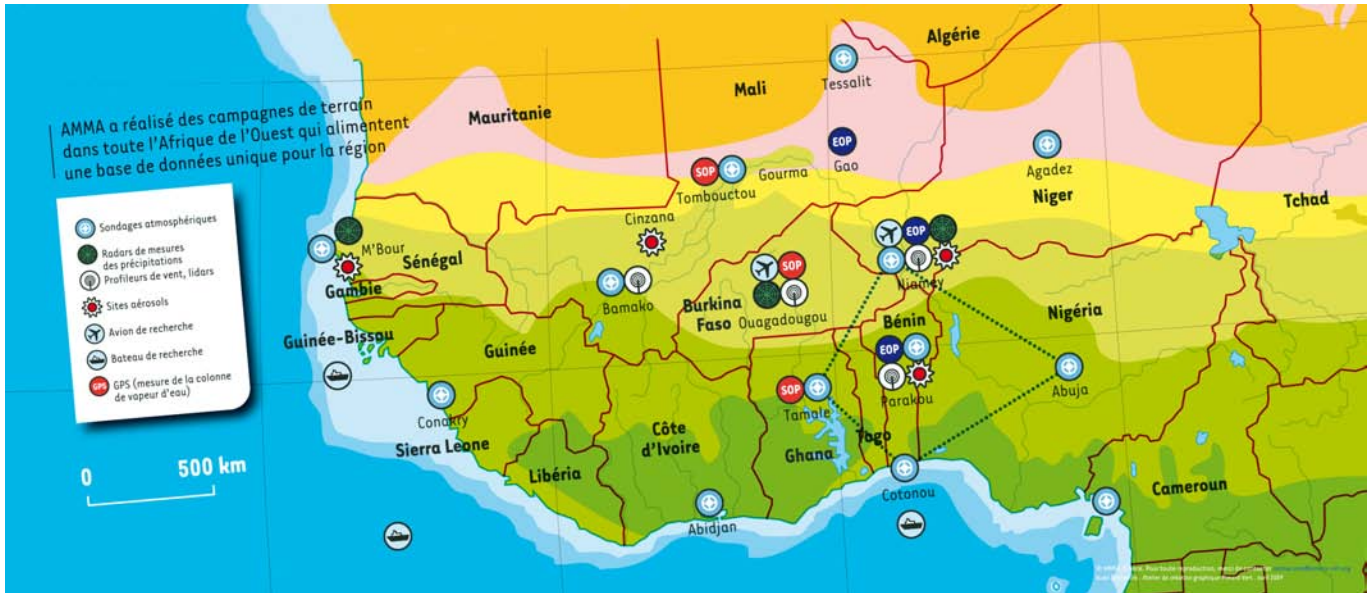 AMMA a réalisé des campagnes de terrain
dans toute l'Afrique de l'Ouest qui alimentent
une base de données unique pour la région
Sondages atmosphériques
Radars de mesures
des précipitations
Profileurs de vent, lidars
Sites aérosols
Avion de recherche
Bateau de recherche
GPS
GPS (mesure de la colonne
de vapeur d'eau)
0
500 km
Algérie
Tessalit
Mali
Mauritanie
EOP
Gao
Agadez
SOP
Tombouctou
Gourma
Niger
Tchad
Cinzana
M'Bour
Sénégal
EOP
Niamey
Gambie
SOP
Bamako
Burkina
Faso
Ouagadougou
Nigéria
Guinée-Bissau
Guinée
Bénin
EOP
Parakou
Abuja
Conakry
SOP
Tamale
Sierra Leone
Côte
d'Ivoire
Togo
Ghana
Libéria
Cotonou
Cameroun
Abidjan